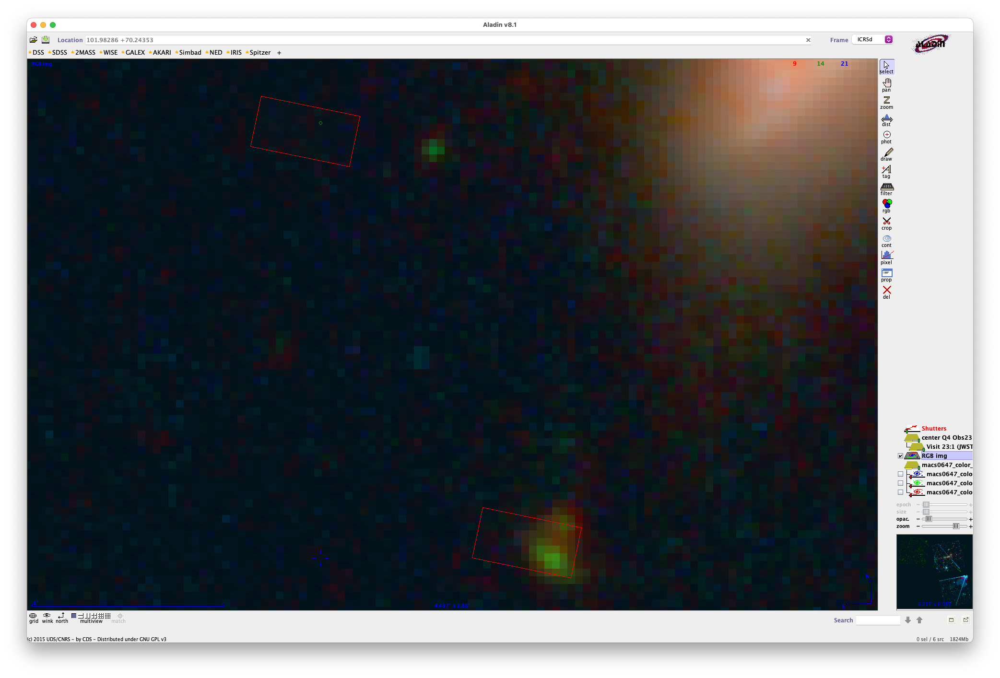 Aladin v8.1
Location 101.98286 +70.24353 x Frame ICRSd
ALADin
DSS SDSS 2MASS WISE GALEX AKARI Simbad NED IRIS Spitzer +
RGB img
9 14 21
select
pan
zoom
dist
phot
draw
tag
filter
rgb
crop
cont
pixel
prop
del
Shutters
center Q4 Obs23
Visit 23:1 (JWST
RGB img
macs0647_color_
macs0647_colo
macs0647_colo
macs0647_colo
epoch - +
size - +
opac. - +
zoom - +
1"
N
E
grid wink north multiview match
Search
(c) 2015 UDS/CNRS - by CDS - Distributed under GNU GPL v3
0 sel / 6 src 1824Mb